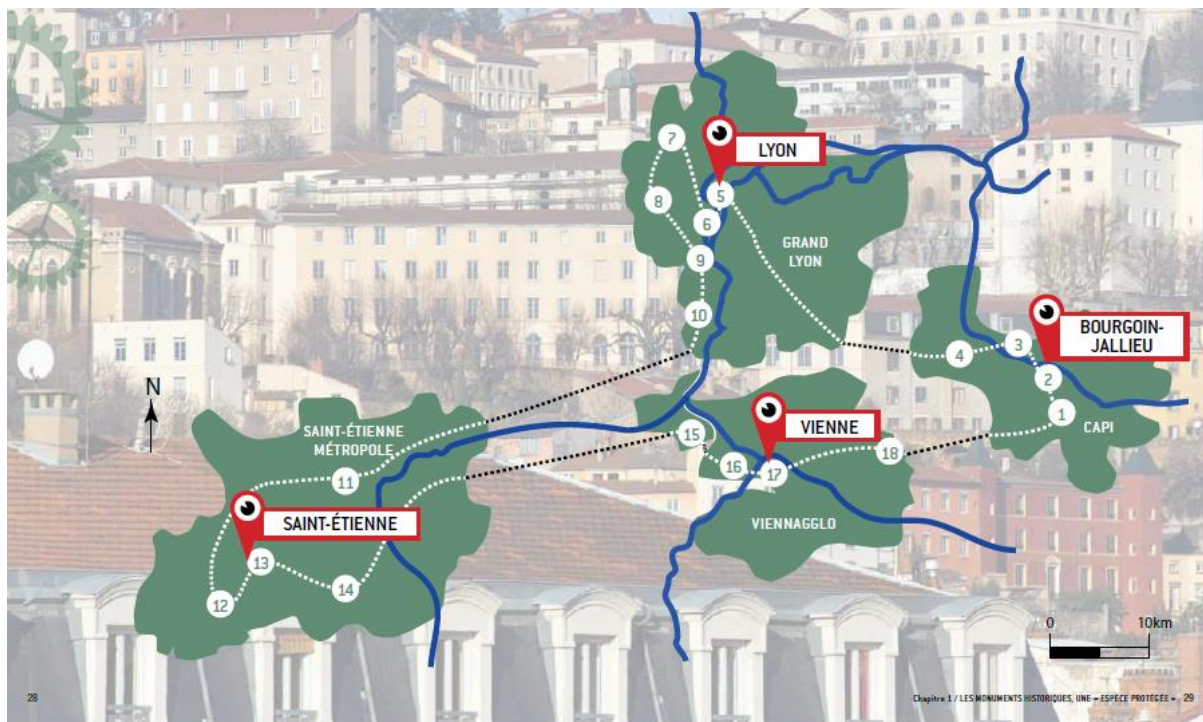 7
LYON
5
8
6
GRAND
LYON
9
10
BOURGOIN-
JALLIEU
3
4
2
1
CAPI
N
SAINT-ÉTIENNE
MÉTROPOLE
11
VIENNE
15
16
17
18
VIENNAGGLO
SAINT-ÉTIENNE
13
14
12
0 10km
28
Chapitre 1 / LES MONUMENTS HISTORIQUES, UNE « ESPÈCE PROTÉGÉE » 29